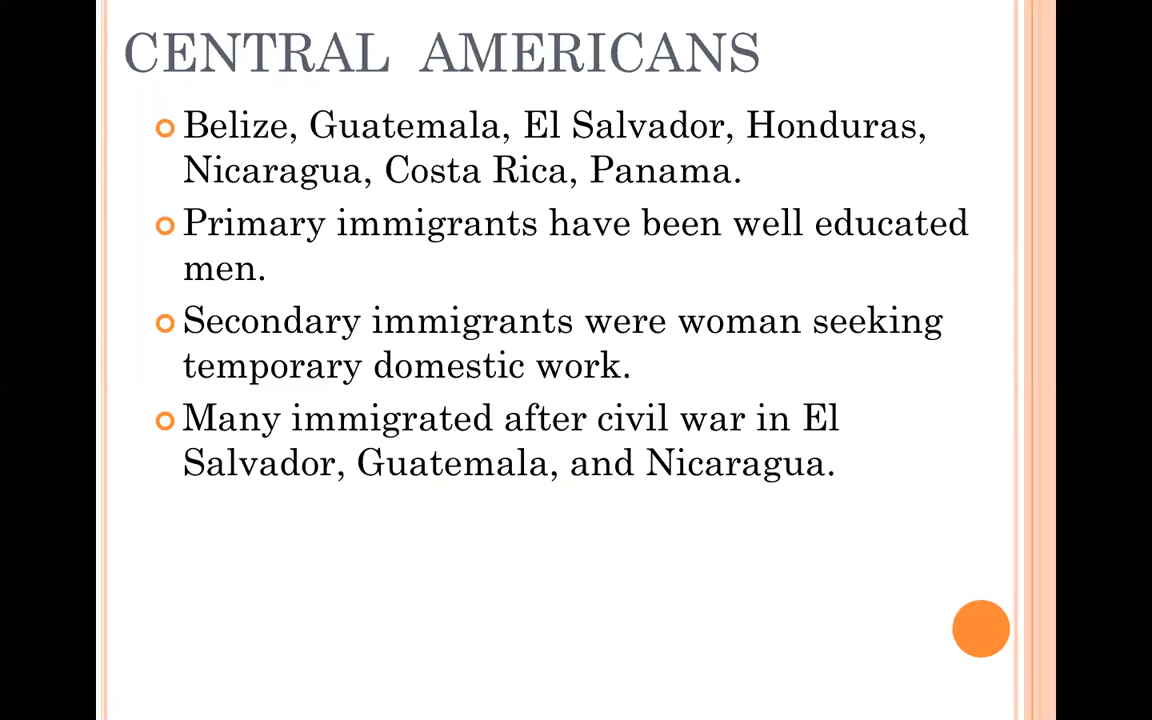 CENTRAL AMERICANS
Belize, Guatemala, El Salvador, Honduras,
Nicaragua, Costa Rica, Panama.
Primary immigrants have been well educated
men.
Secondary immigrants were woman seeking
temporary domestic work.
Many immigrated after civil war in El
Salvador, Guatemala, and Nicaragua.